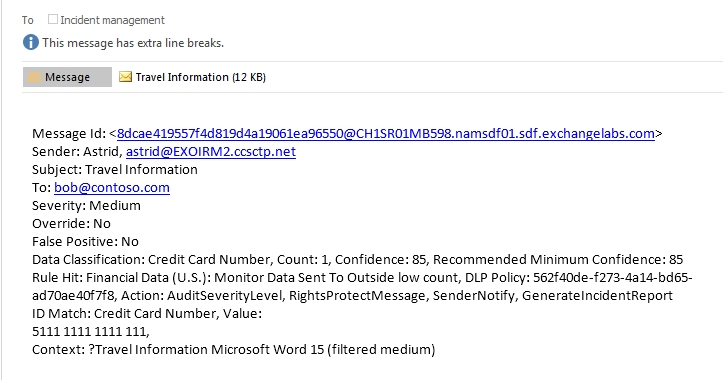 To Incident management
This message has extra line breaks.
Message Travel Information (12 KB)
Message Id: <8dcae419557f4d819d4a19061ea96550@CH1SR01MB598.namsdf01.sdf.exchangelabs.com>
Sender: Astrid, astrid@EXOIRM2.ccsctp.net
Subject: Travel Information
To: bob@contoso.com
Severity: Medium
Override: No
False Positive: No
Data Classification: Credit Card Number, Count: 1, Confidence: 85, Recommended Minimum Confidence: 85
Rule Hit: Financial Data (U.S.): Monitor Data Sent To Outside low count, DLP Policy: 562f40de-f273-4a14-bd65-
ad70ae40f7f8, Action: AuditSeverityLevel, RightsProtectMessage, SenderNotify, GenerateIncidentReport
ID Match: Credit Card Number, Value:
5111 1111 1111 111,
Context: ?Travel Information Microsoft Word 15 (filtered medium)